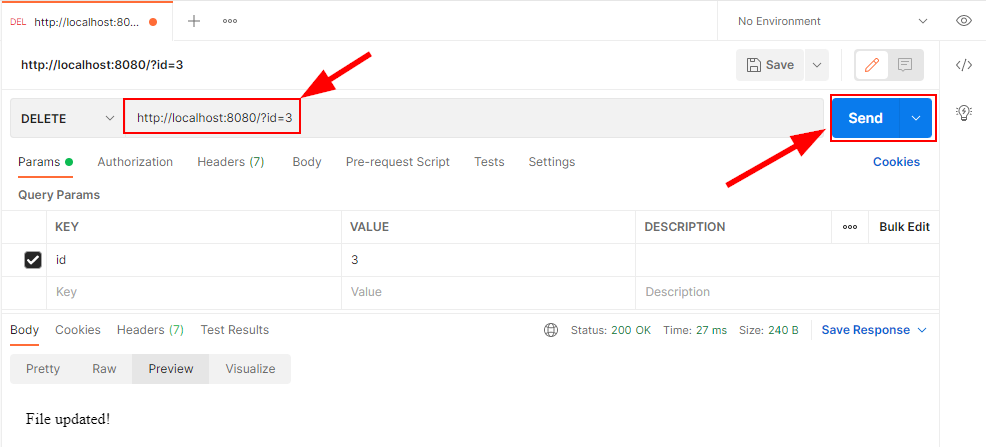 DEL http://localhost:80... No Environment
http://localhost:8080/?id=3 Save
DELETE http://localhost:8080/?id=3 Send
Params Authorization Headers (7) Body Pre-request Script Tests Settings Cookies
Query Params
KEY VALUE DESCRIPTION Bulk Edit
id 3
Key Value Description
Body Cookies Headers (7) Test Results Status: 200 OK Time: 27 ms Size: 240 B Save Response
Pretty Raw Preview Visualize
File updated!